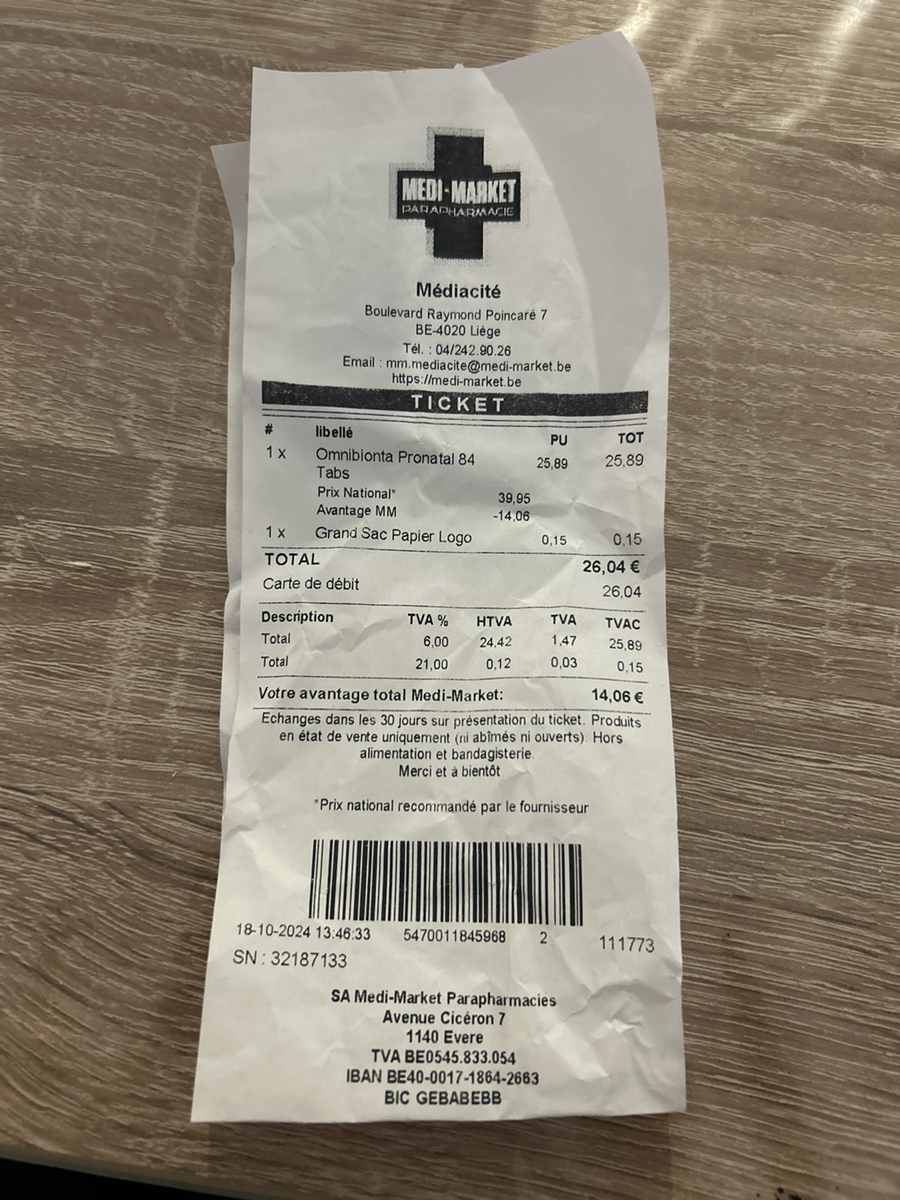 MEDI-MARKET
PARAPHARMACIE
Médiacité
Boulevard Raymond Poincaré 7
BE-4020 Liège
Tél. : 04/242.90.26
Email : mm.mediacite@medi-market.be
https://medi-market.be
TICKET
# libellé PU TOT
1 x Omnibionta Pronatal 84 25,89 25,89
Tabs
Prix National* 39,95
Avantage MM -14,06
1 x Grand Sac Papier Logo 0,15 0,15
TOTAL 26,04 €
Carte de débit 26,04
Description TVA % HTVA TVA TVAC
Total 6,00 24,42 1,47 25,89
Total 21,00 0,12 0,03 0,15
Votre avantage total Medi-Market: 14,06 €
Echanges dans les 30 jours sur présentation du ticket. Produits
en état de vente uniquement (ni abîmés ni ouverts). Hors
alimentation et bandagisterie.
Merci et à bientôt
*Prix national recommandé par le fournisseur
18-10-2024 13:46:33 5470011845968 2 111773
SN : 32187133
SA Medi-Market Parapharmacies
Avenue Cicéron 7
1140 Evere
TVA BE0545.833.054
IBAN BE40-0017-1864-2663
BIC GEBABEBB